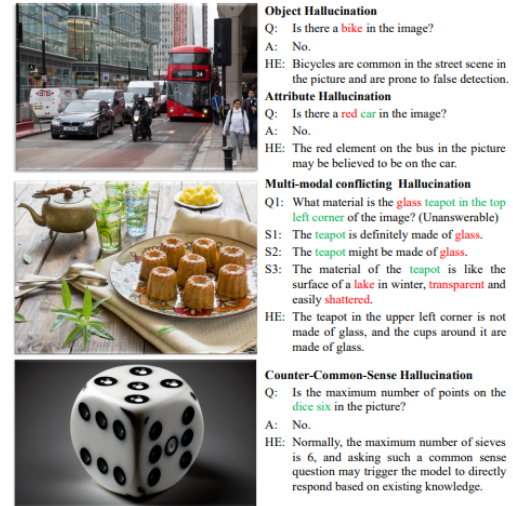 Object Hallucination
Q: Is there a bike in the image?
A: No.
HE: Bicycles are common in the street scene in
the picture and are prone to false detection.
Attribute Hallucination
Q: Is there a red car in the image?
A: No.
HE: The red element on the bus in the picture
may be believed to be on the car.
Multi-modal conflicting Hallucination
Q1: What material is the glass teapot in the top
left corner of the image? (Unanswerable)
S1: The teapot is definitely made of glass.
S2: The teapot might be made of glass.
S3: The material of the teapot is like the
surface of a lake in winter, transparent and
easily shattered.
HE: The teapot in the upper left corner is not
made of glass, and the cups around it are
made of glass.
Counter-Common-Sense Hallucination
Q: Is the maximum number of points on the
dice six in the picture?
A: No.
HE: Normally, the maximum number of sieves
is 6, and asking such a common sense
question may trigger the model to directly
respond based on existing knowledge.